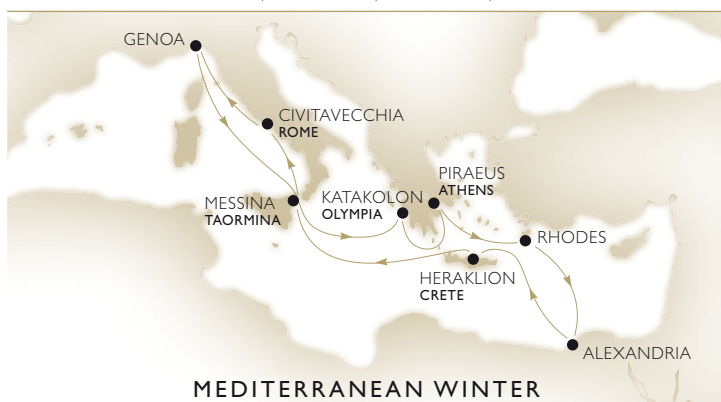 GENOA
CIVITAVECCHIA
ROME
PIRAEUS
ATHENS
MESSINA
TAORMINA
KATAKOLON
OLYMPIA
RHODES
HERAKLION
CRETE
ALEXANDRIA
MEDITERRANEAN WINTER